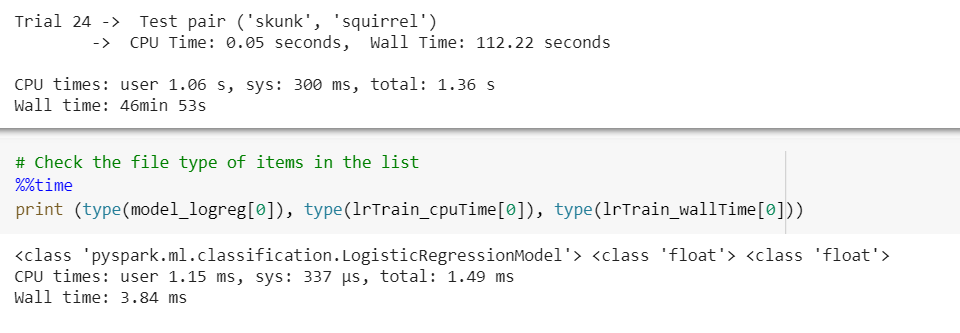 Trial 24 -> Test pair ('skunk', 'squirrel')
-> CPU Time: 0.05 seconds, Wall Time: 112.22 seconds
CPU times: user 1.06 s, sys: 300 ms, total: 1.36 s
Wall time: 46min 53s
# Check the file type of items in the list
%%time
print (type(model_logreg[0]), type(lrTrain_cpuTime[0]), type(lrTrain_wallTime[0]))
<class 'pyspark.ml.classification.LogisticRegressionModel'> <class 'float'> <class 'float'>
CPU times: user 1.15 ms, sys: 337 µs, total: 1.49 ms
Wall time: 3.84 ms